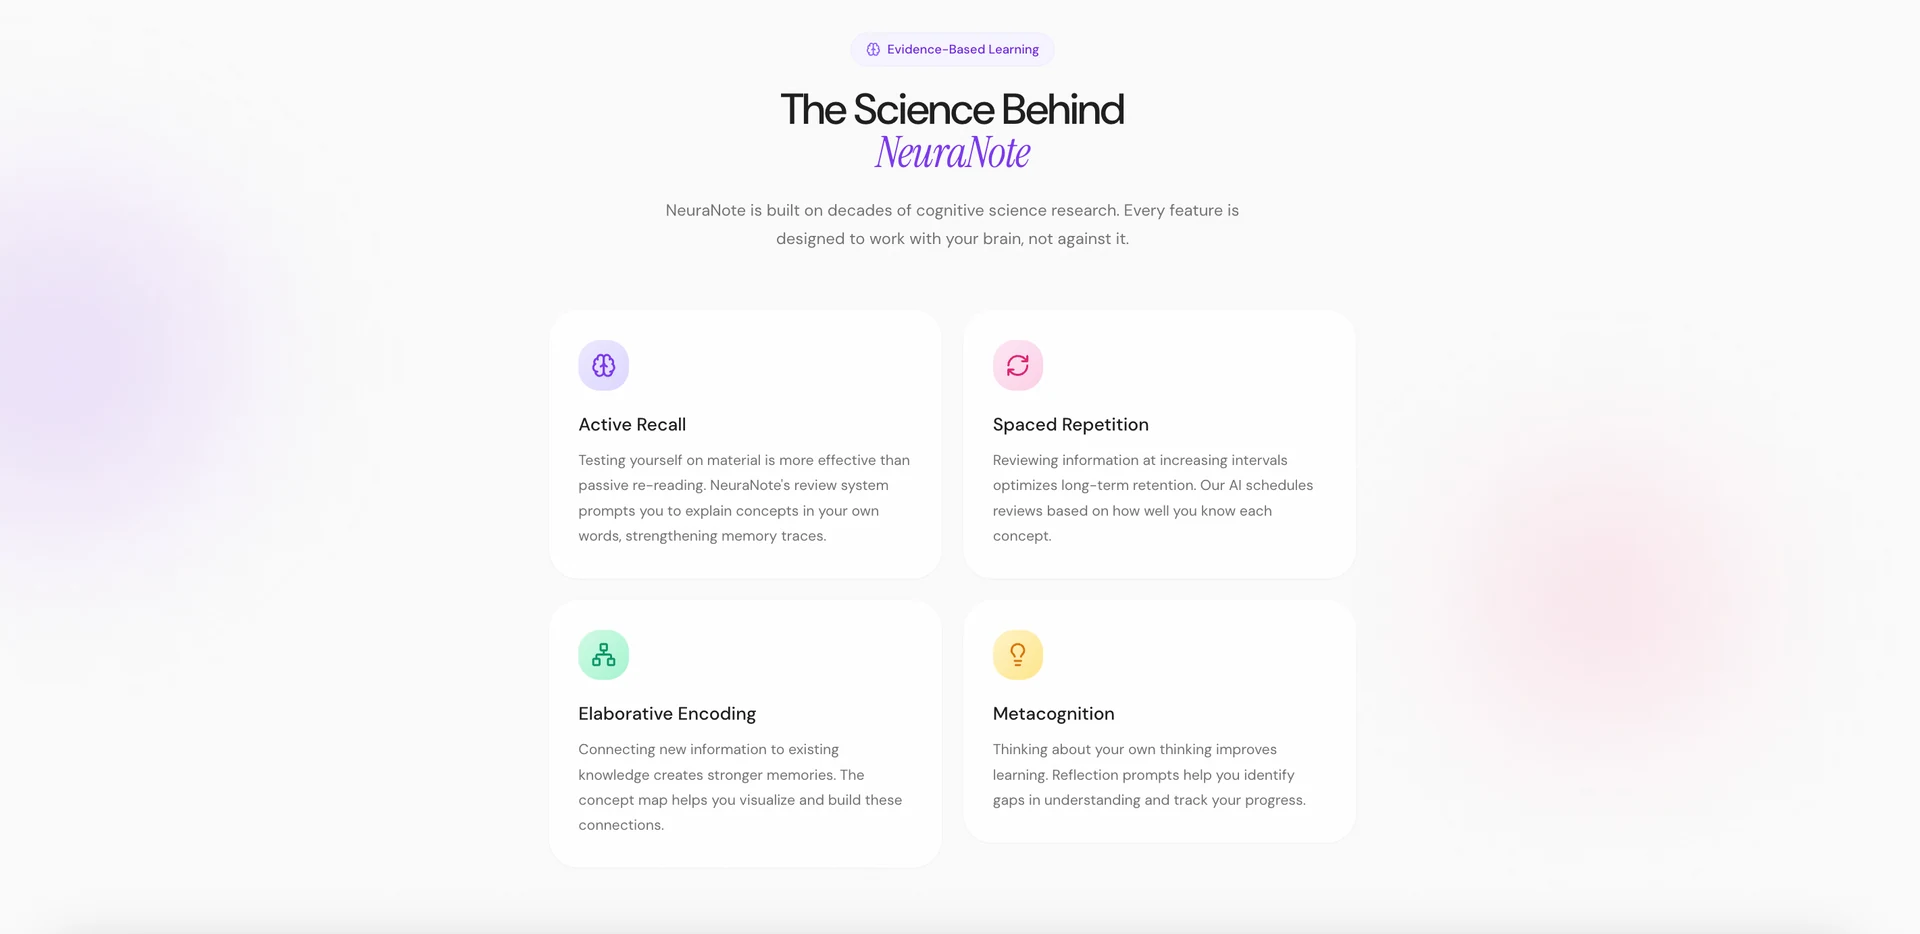 Evidence-Based Learning
The Science Behind
NeuraNote
NeuraNote is built on decades of cognitive science research. Every feature is
designed to work with your brain, not against it.
Active Recall
Testing yourself on material is more effective than
passive re-reading. NeuraNote's review system
prompts you to explain concepts in your own
words, strengthening memory traces.
Spaced Repetition
Reviewing information at increasing intervals
optimizes long-term retention. Our AI schedules
reviews based on how well you know each
concept.
Elaborative Encoding
Connecting new information to existing
knowledge creates stronger memories. The
concept map helps you visualize and build these
connections.
Metacognition
Thinking about your own thinking improves
learning. Reflection prompts help you identify
gaps in understanding and track your progress.